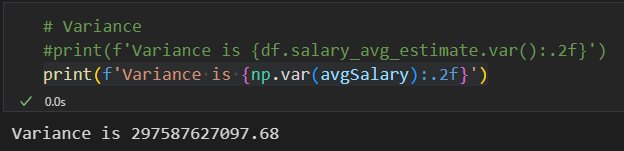 # Variance
#print(f'Variance is {df.salary_avg_estimate.var():.2f}')
print(f'Variance is {np.var(avgSalary):.2f}')
0.0s
Variance is 297587627097.68